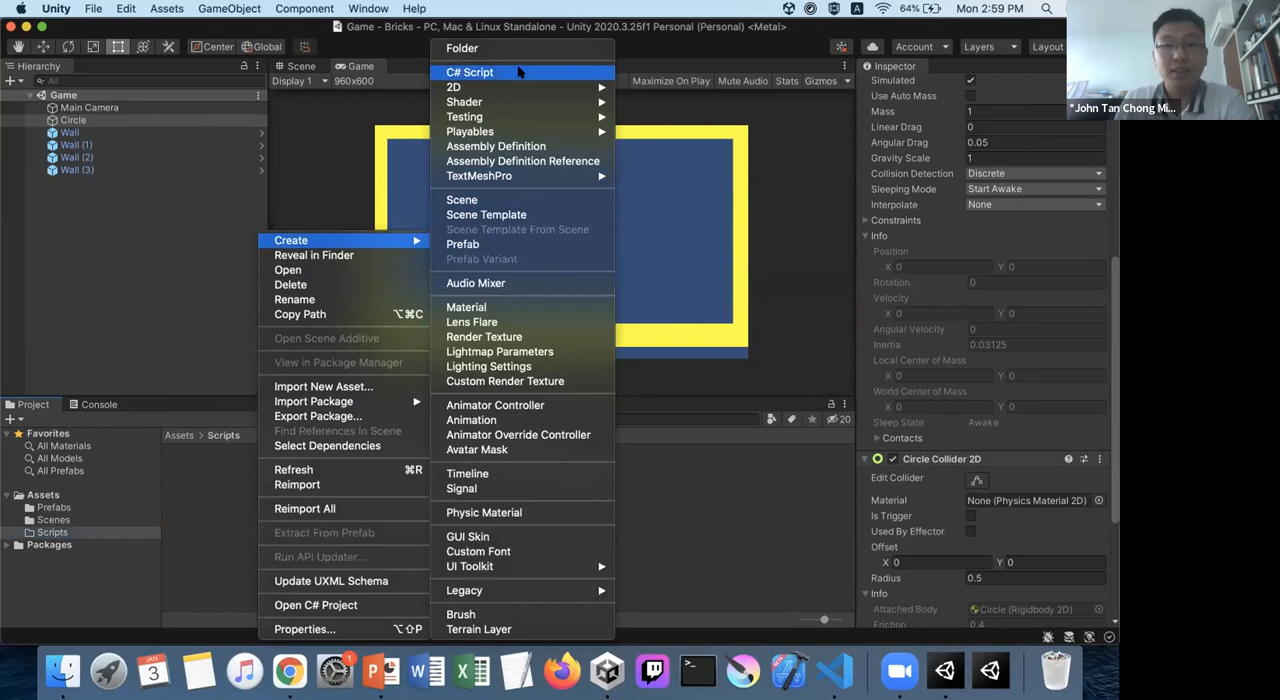 Unity File Edit Assets GameObject Component Window Help
64% Mon 2:59 PM
Game - Bricks - PC, Mac & Linux Standalone - Unity 2020.3.25f1 Personal (Personal) <Metal>
Center Global
Account Layers Layout
Hierarchy
All
Game
Main Camera
Circle
Wall
Wall (1)
Wall (2)
Wall (3)
Scene Game
Display 1 960x600
Maximize On Play Mute Audio Stats Gizmos
Create
Reveal in Finder
Open
Delete
Rename
Copy Path ⌥⌘C
Open Scene Additive
View in Package Manager
Import New Asset...
Import Package
Export Package...
Find References In Scene
Select Dependencies
Refresh ⌘R
Reimport
Reimport All
Extract From Prefab
Run API Updater...
Update UXML Schema
Open C# Project
Properties... ⌥⇧P
Folder
C# Script
2D
Shader
Testing
Playables
Assembly Definition
Assembly Definition Reference
TextMeshPro
Scene
Scene Template
Scene Template From Scene
Prefab
Prefab Variant
Audio Mixer
Material
Lens Flare
Render Texture
Lightmap Parameters
Lighting Settings
Custom Render Texture
Animator Controller
Animation
Animator Override Controller
Avatar Mask
Timeline
Signal
Physic Material
GUI Skin
Custom Font
UI Toolkit
Legacy
Brush
Terrain Layer
Project Console
20
Favorites
All Materials
All Models
All Prefabs
Assets
Prefabs
Scenes
Scripts
Packages
Assets > Scripts
Inspector
Simulated
Use Auto Mass
Mass 1
Linear Drag 0
Angular Drag 0.05
Gravity Scale 1
Collision Detection Discrete
Sleeping Mode Start Awake
Interpolate None
Constraints
Info
Position
X 0 Y 0
Rotation 0
Velocity
X 0 Y 0
Angular Velocity 0
Inertia 0.03125
Local Center of Mass
X 0 Y 0
World Center of Mass
X 0 Y 0
Sleep State Awake
Contacts
Circle Collider 2D
Edit Collider
Material None (Physics Material 2D)
Is Trigger
Used By Effector
Offset
X 0 Y 0
Radius 0.5
Info
Attached Body Circle (Rigidbody 2D)
Friction 0.4
*John Tan Chong Mi...
JAN
3
1